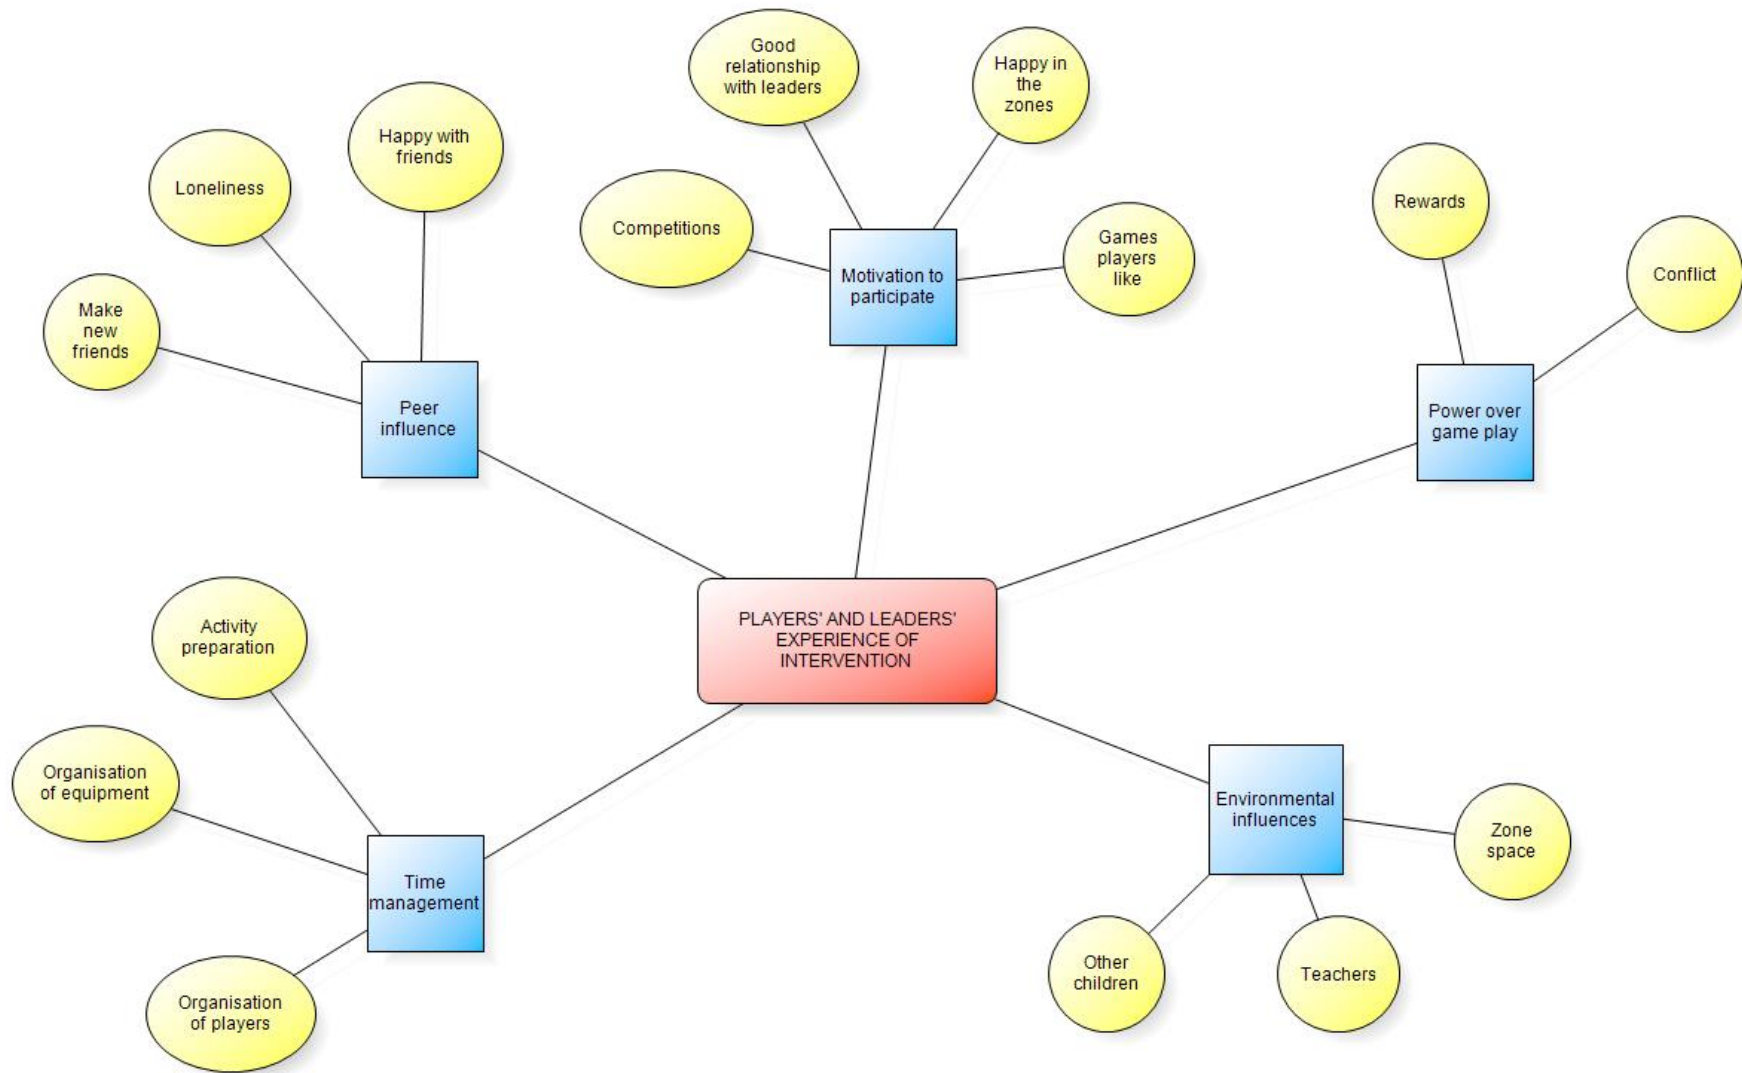 Good
relationship
with leaders
Happy in
the
zones
Happy with
friends
Loneliness
Competitions
Rewards
Games
players
like
Conflict
Motivation to
participate
Make
new
friends
Peer
influence
Power over
game play
PLAYERS' AND LEADERS'
EXPERIENCE OF
INTERVENTION
Activity
preparation
Organisation
of equipment
Environmental
influences
Zone
space
Time
management
Other
children
Teachers
Organisation
of players